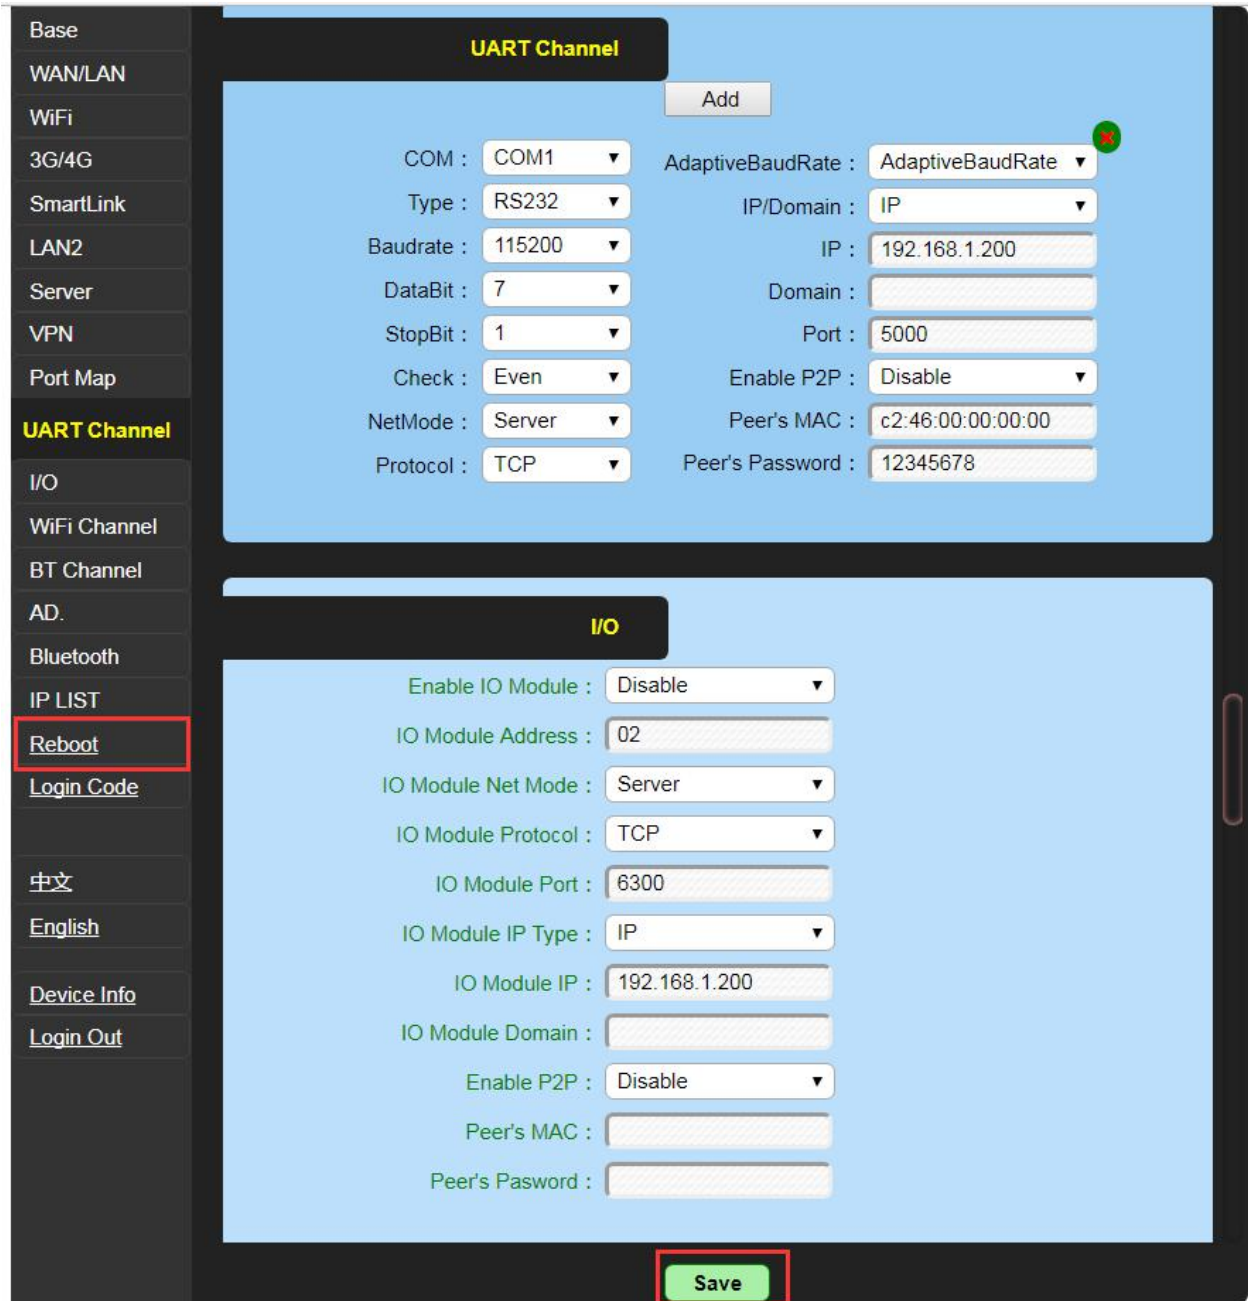 Base
WAN/LAN
WiFi
3G/4G
SmartLink
LAN2
Server
VPN
Port Map
UART Channel
I/O
WiFi Channel
BT Channel
AD.
Bluetooth
IP LIST
Reboot
Login Code
中文
English
Device Info
Login Out
UART Channel
Add
COM : COM1
Type : RS232
Baudrate : 115200
DataBit : 7
StopBit : 1
Check : Even
NetMode : Server
Protocol : TCP
AdaptiveBaudRate : AdaptiveBaudRate
IP/Domain : IP
IP : 192.168.1.200
Domain :
Port : 5000
Enable P2P : Disable
Peer's MAC : c2:46:00:00:00:00
Peer's Password : 12345678
I/O
Enable IO Module : Disable
IO Module Address : 02
IO Module Net Mode : Server
IO Module Protocol : TCP
IO Module Port : 6300
IO Module IP Type : IP
IO Module IP : 192.168.1.200
IO Module Domain :
Enable P2P : Disable
Peer's MAC :
Peer's Pasword :
Save